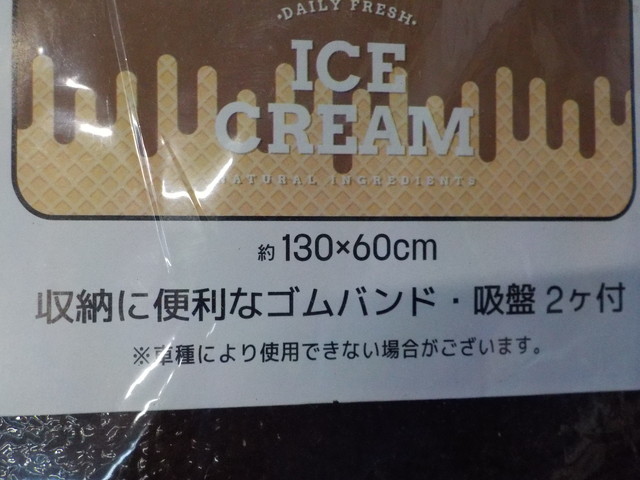 ·DAILY FRESH·
ICE
CREAM
NATURAL INGREDIENTS
約130×60cm
収納に便利なゴムバンド・吸盤2ヶ付
※車種により使用できない場合がございます。